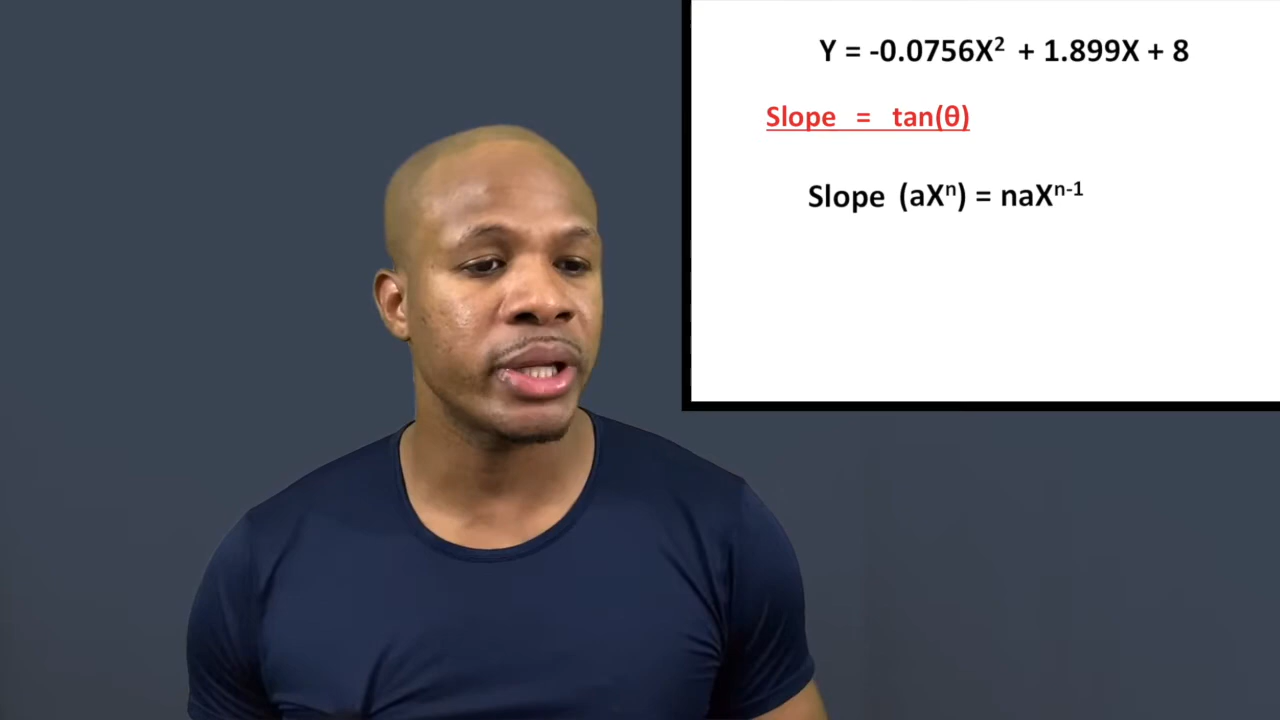 Y = -0.0756X² + 1.899X + 8
Slope = tan(θ)
Slope (aXⁿ) = naXⁿ⁻¹